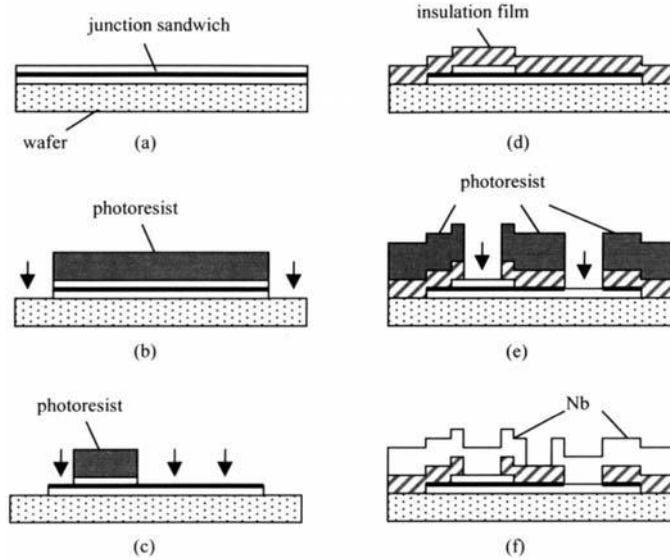 junction sandwich
wafer
(a)
photoresist
(b)
photoresist
(c)
insulation film
(d)
photoresist
(e)
Nb
(f)